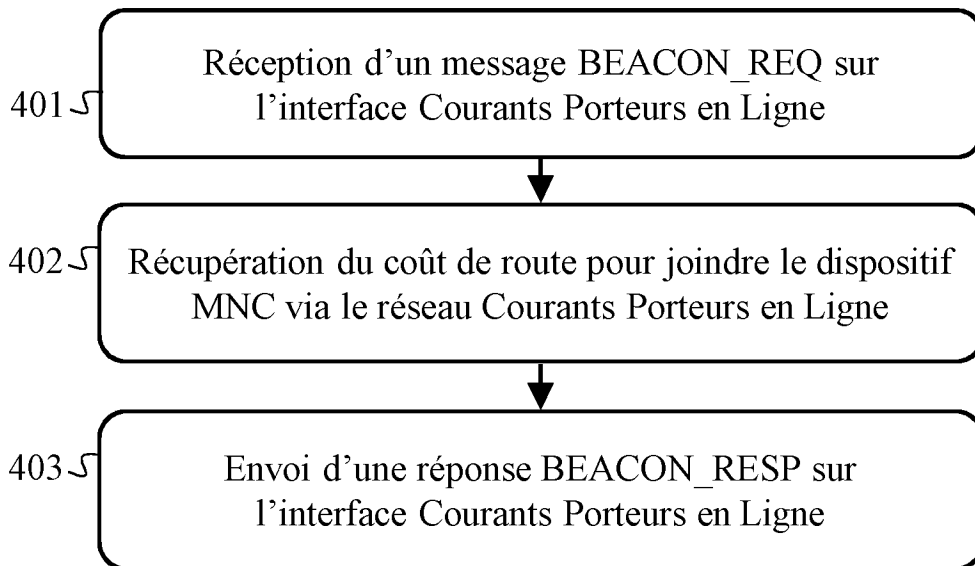 401
Réception d'un message BEACON_REQ sur
l'interface Courants Porteurs en Ligne
402
Récupération du coût de route pour joindre le dispositif
MNC via le réseau Courants Porteurs en Ligne
403
Envoi d'une réponse BEACON_RESP sur
l'interface Courants Porteurs en Ligne